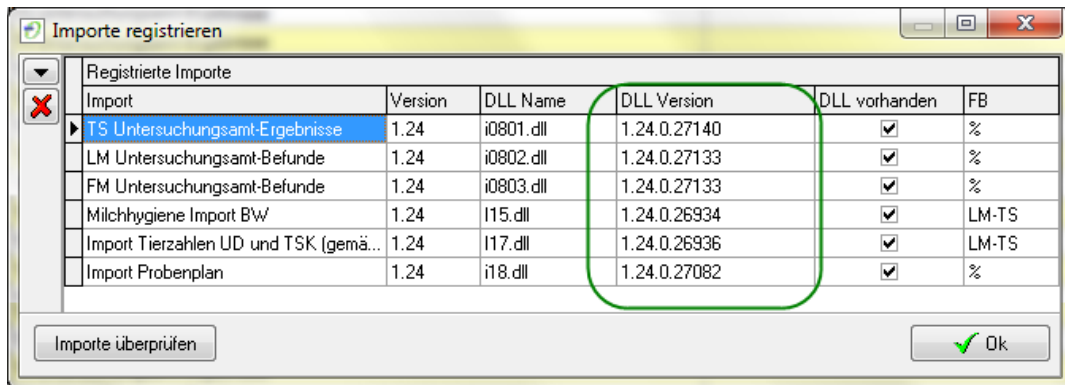 Importe registrieren
Registrierte Importe
Import Version DLL Name DLL Version DLL vorhanden FB
TS Untersuchungsamt-Ergebnisse 1.24 i0801.dll 1.24.0.27140 %
LM Untersuchungsamt-Befunde 1.24 i0802.dll 1.24.0.27133 %
FM Untersuchungsamt-Befunde 1.24 i0803.dll 1.24.0.27133 %
Milchhygiene Import BW 1.24 I15.dll 1.24.0.26934 LM-TS
Import Tierzahlen UD und TSK (gemä... 1.24 I17.dll 1.24.0.26936 LM-TS
Import Probenplan 1.24 i18.dll 1.24.0.27082 %
Importe überprüfen Ok